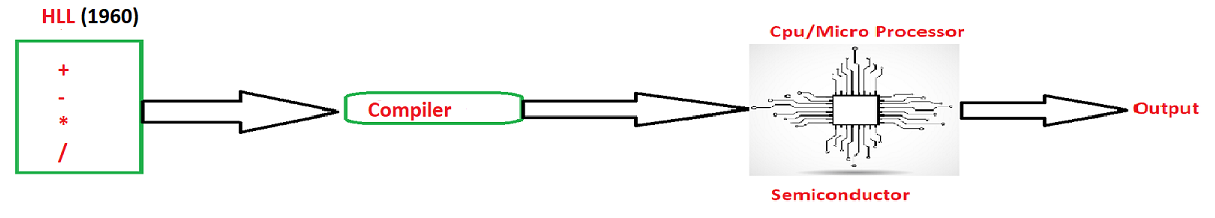 HLL (1960)
+
-
*
/
Compiler
Cpu/Micro Processor
Semiconductor
Output